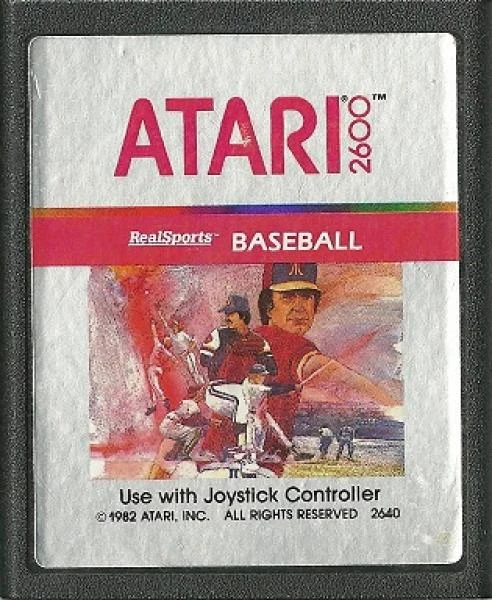 ATARI® 2600™
RealSports™ BASEBALL
Use with Joystick Controller
© 1982 ATARI, INC. ALL RIGHTS RESERVED 2640